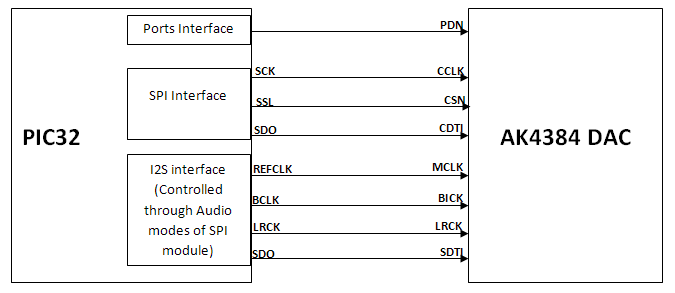 Ports Interface
PDN
SCK
CCLK
SPI Interface
SSL
CSN
SDO
CDTI
PIC32
AK4384 DAC
I2S interface
(Controlled
through Audio
modes of SPI
module)
REFCLK
MCLK
BCLK
BICK
LRCK
LRCK
SDO
SDTI